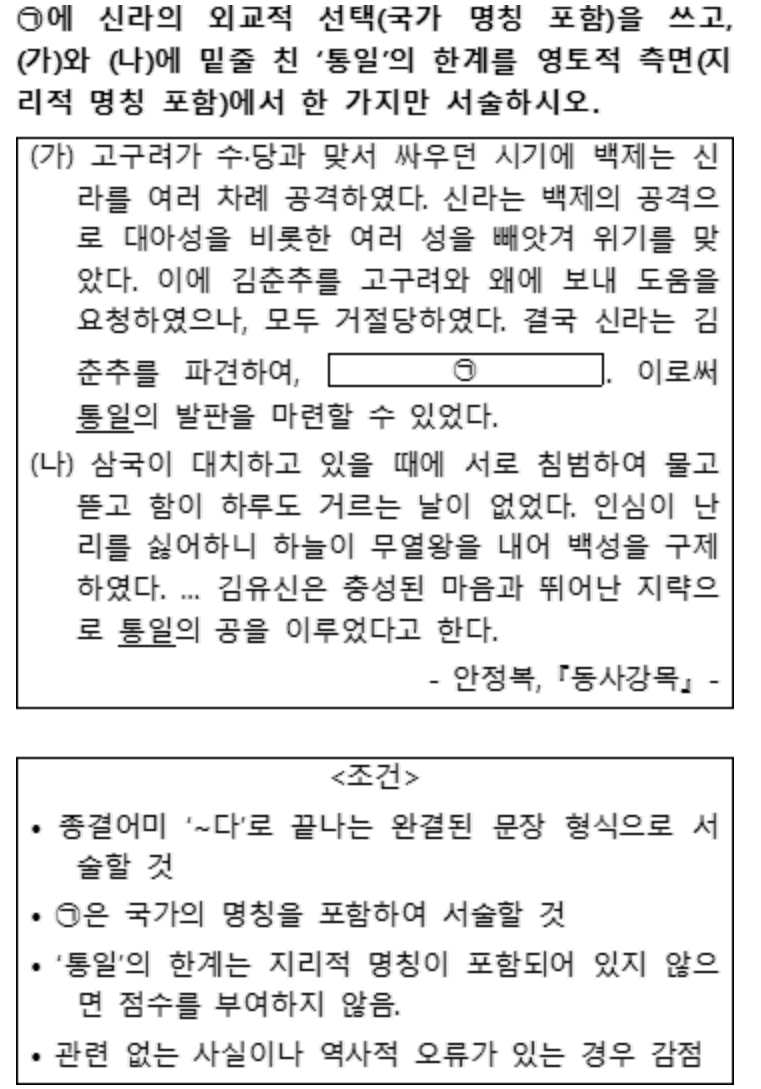 ㉠에 신라의 외교적 선택(국가 명칭 포함)을 쓰고,
(가)와 (나)에 밑줄 친 ‘통일’의 한계를 영토적 측면(지
리적 명칭 포함)에서 한 가지만 서술하시오.
(가) 고구려가 수·당과 맞서 싸우던 시기에 백제는 신
라를 여러 차례 공격하였다. 신라는 백제의 공격으
로 대아성을 비롯한 여러 성을 빼앗겨 위기를 맞
았다. 이에 김춘추를 고구려와 왜에 보내 도움을
요청하였으나, 모두 거절당하였다. 결국 신라는 김
춘추를 파견하여, ㉠. 이로써
통일의 발판을 마련할 수 있었다.
(나) 삼국이 대치하고 있을 때에 서로 침범하여 물고
뜯고 함이 하루도 거르는 날이 없었다. 인심이 난
리를 싫어하니 하늘이 무열왕을 내어 백성을 구제
하였다. ... 김유신은 충성된 마음과 뛰어난 지략으
로 통일의 공을 이루었다고 한다.
- 안정복, 『동사강목』 -
<조건>
• 종결어미 ‘~다’로 끝나는 완결된 문장 형식으로 서
술할 것
• ㉠은 국가의 명칭을 포함하여 서술할 것
• ‘통일’의 한계는 지리적 명칭이 포함되어 있지 않으
면 점수를 부여하지 않음.
• 관련 없는 사실이나 역사적 오류가 있는 경우 감점